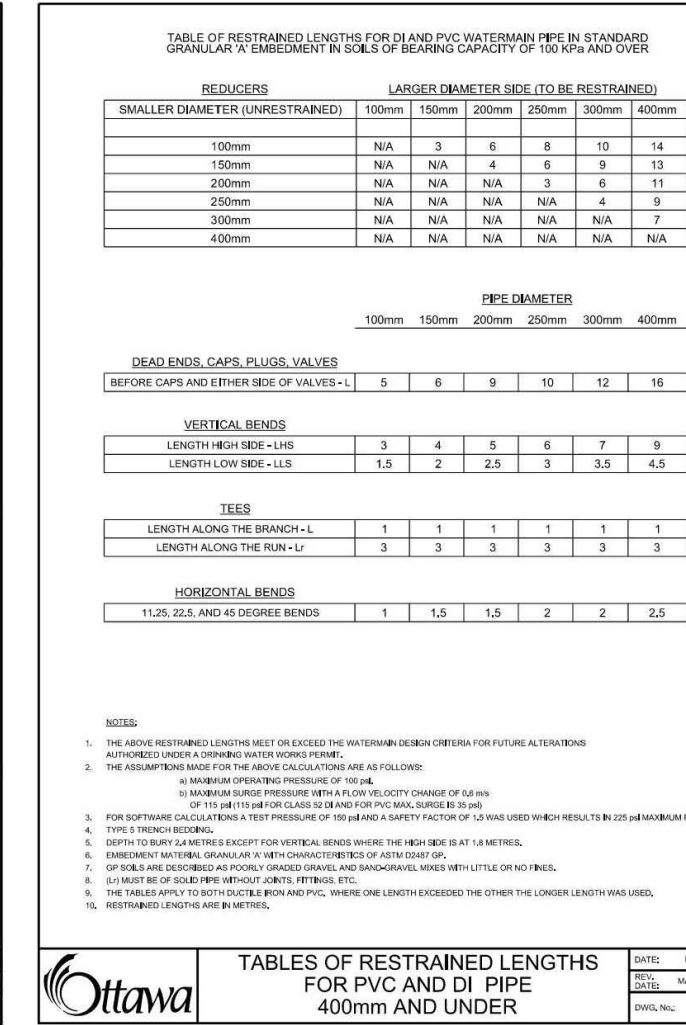 TABLE OF RESTRAINED LENGTHS FOR DI AND PVC WATERMAIN PIPE IN STANDARD
GRANULAR 'A' EMBEDMENT IN SOILS OF BEARING CAPACITY OF 100 KPa AND OVER
REDUCERS LARGER DIAMETER SIDE (TO BE RESTRAINED)
SMALLER DIAMETER (UNRESTRAINED) 100mm 150mm 200mm 250mm 300mm 400mm
100mm N/A 3 6 8 10 14
150mm N/A N/A 4 6 9 13
200mm N/A N/A N/A 3 6 11
250mm N/A N/A N/A N/A 4 9
300mm N/A N/A N/A N/A N/A 7
400mm N/A N/A N/A N/A N/A N/A
PIPE DIAMETER
100mm 150mm 200mm 250mm 300mm 400mm
DEAD ENDS, CAPS, PLUGS, VALVES
BEFORE CAPS AND EITHER SIDE OF VALVES - L 5 6 9 10 12 16
VERTICAL BENDS
LENGTH HIGH SIDE - LHS 3 4 5 6 7 9
LENGTH LOW SIDE - LLS 1.5 2 2.5 3 3.5 4.5
TEES
LENGTH ALONG THE BRANCH - L 1 1 1 1 1 1
LENGTH ALONG THE RUN - Lr 3 3 3 3 3 3
HORIZONTAL BENDS
11.25, 22.5, AND 45 DEGREE BENDS 1 1.5 1.5 2 2 2.5
NOTES:
1. THE ABOVE RESTRAINED LENGTHS MEET OR EXCEED THE WATERMAIN DESIGN CRITERIA FOR FUTURE ALTERATIONS
AUTHORIZED UNDER A DRINKING WATER WORKS PERMIT.
2. THE ASSUMPTIONS MADE FOR THE ABOVE CALCULATIONS ARE AS FOLLOWS:
a) MAXIMUM OPERATING PRESSURE OF 100 psi.
b) MAXIMUM SURGE PRESSURE WITH A FLOW VELOCITY CHANGE OF 0.6 m/s
OF 115 psi (115 psi FOR CLASS 52 DI AND FOR PVC MAX. SURGE IS 35 psi)
3. FOR SOFTWARE CALCULATIONS A TEST PRESSURE OF 150 psi AND A SAFETY FACTOR OF 1.5 WAS USED WHICH RESULTS IN 225 psi MAXIMUM
4. TYPE 5 TRENCH BEDDING.
5. DEPTH TO BURY 2.4 METRES EXCEPT FOR VERTICAL BENDS WHERE THE HIGH SIDE IS AT 1.8 METRES.
6. EMBEDMENT MATERIAL GRANULAR 'A' WITH CHARACTERISTICS OF ASTM D2487 GP.
7. GP SOILS ARE DESCRIBED AS POORLY GRADED GRAVEL AND SAND-GRAVEL MIXES WITH LITTLE OR NO FINES.
8. (Lr) MUST BE OF SOLID PIPE WITHOUT JOINTS, FITTINGS, ETC.
9. THE TABLES APPLY TO BOTH DUCTILE IRON AND PVC, WHERE ONE LENGTH EXCEEDED THE OTHER THE LONGER LENGTH WAS USED.
10. RESTRAINED LENGTHS ARE IN METRES.
Ottawa
TABLES OF RESTRAINED LENGTHS
FOR PVC AND DI PIPE
400mm AND UNDER
DATE:
REV.
DATE:
DWG. No.: